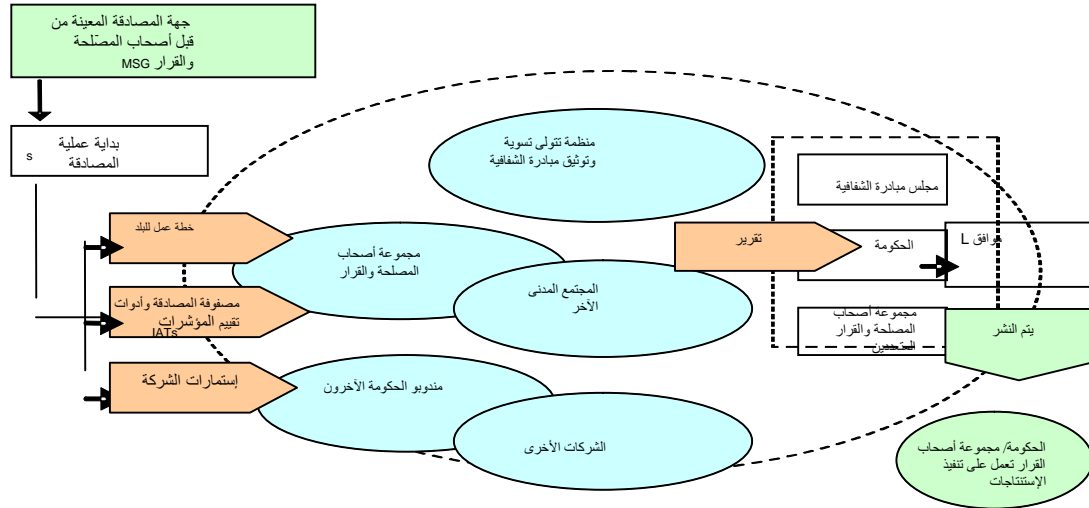 جهة المصادقة المعينة من
قبل أصحاب المصلحة
والقرار MSG
بداية عملية
المصادقة
s
خطة عمل للبلد
مصفوفة المصادقة وأدوات
تقييم المؤشرات
IATs
إستمارات الشركة
منظمة تتولى تسوية
وتوثيق مبادرة الشفافية
مجموعة أصحاب
المصلحة والقرار
المجتمع المدنى
الآخر
مندوبو الحكومة الآخرون
الشركات الأخرى
تقرير
مجلس مبادرة الشفافية
الحكومة
مجموعة أصحاب
المصلحة والقرار
المتعددين
موافق L
يتم النشر
الحكومة/ مجموعة أصحاب
القرار تعمل على تنفيذ
الإستنتاجات